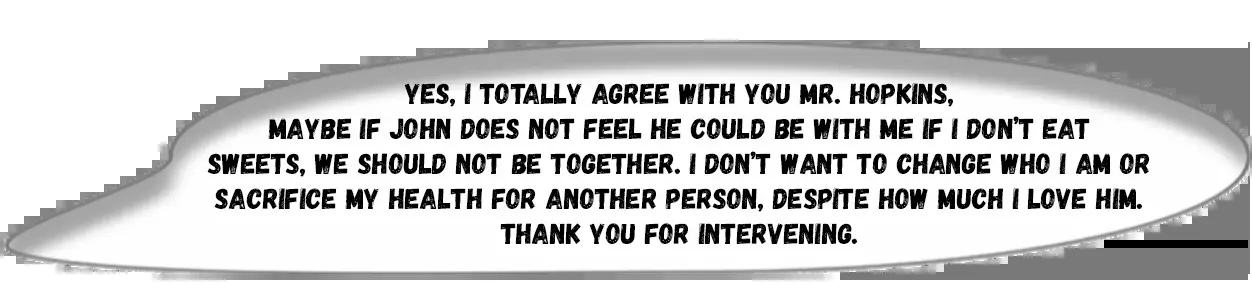 YES, I TOTALLY AGREE WITH YOU MR. HOPKINS,
MAYBE IF JOHN DOES NOT FEEL HE COULD BE WITH ME IF I DON'T EAT
SWEETS, WE SHOULD NOT BE TOGETHER. I DON'T WANT TO CHANGE WHO I AM OR
SACRIFICE MY HEALTH FOR ANOTHER PERSON, DESPITE HOW MUCH I LOVE HIM.
THANK YOU FOR INTERVENING.